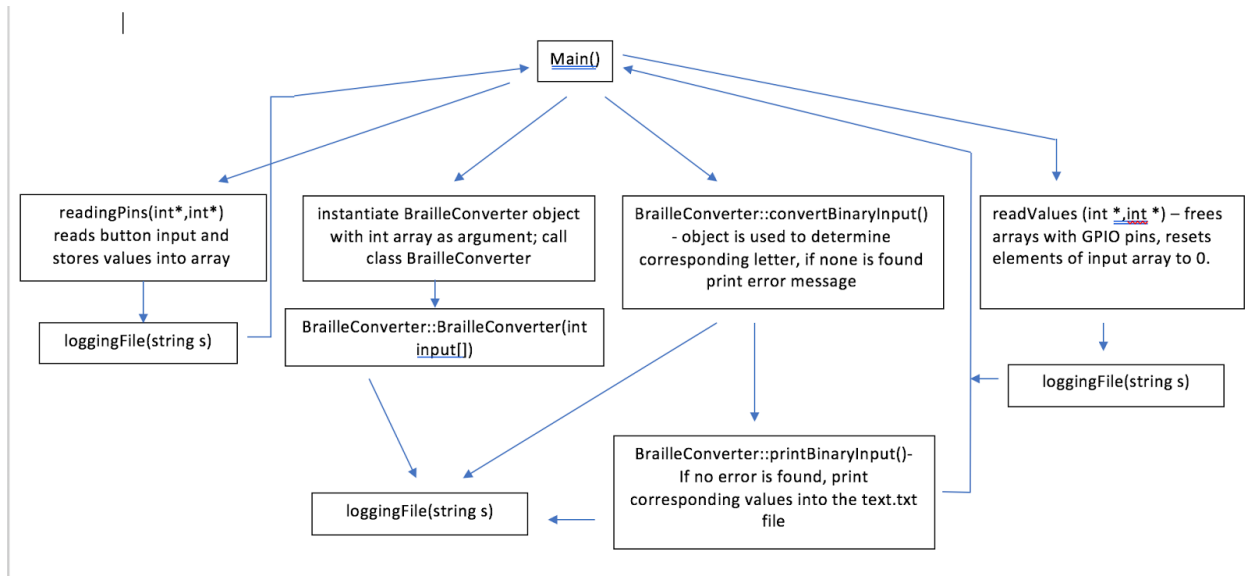 Main()
readingPins(int*,int*)
reads button input and
stores values into array
instantiate BrailleConverter object
with int array as argument; call
class BrailleConverter
BrailleConverter::convertBinaryInput()
- object is used to determine
corresponding letter, if none is found
print error message
readValues (int *,int *) – frees
arrays with GPIO pins, resets
elements of input array to 0.
loggingFile(string s)
BrailleConverter::BrailleConverter(int
input[])
loggingFile(string s)
BrailleConverter::printBinaryInput()-
If no error is found, print
corresponding values into the text.txt
file
loggingFile(string s)